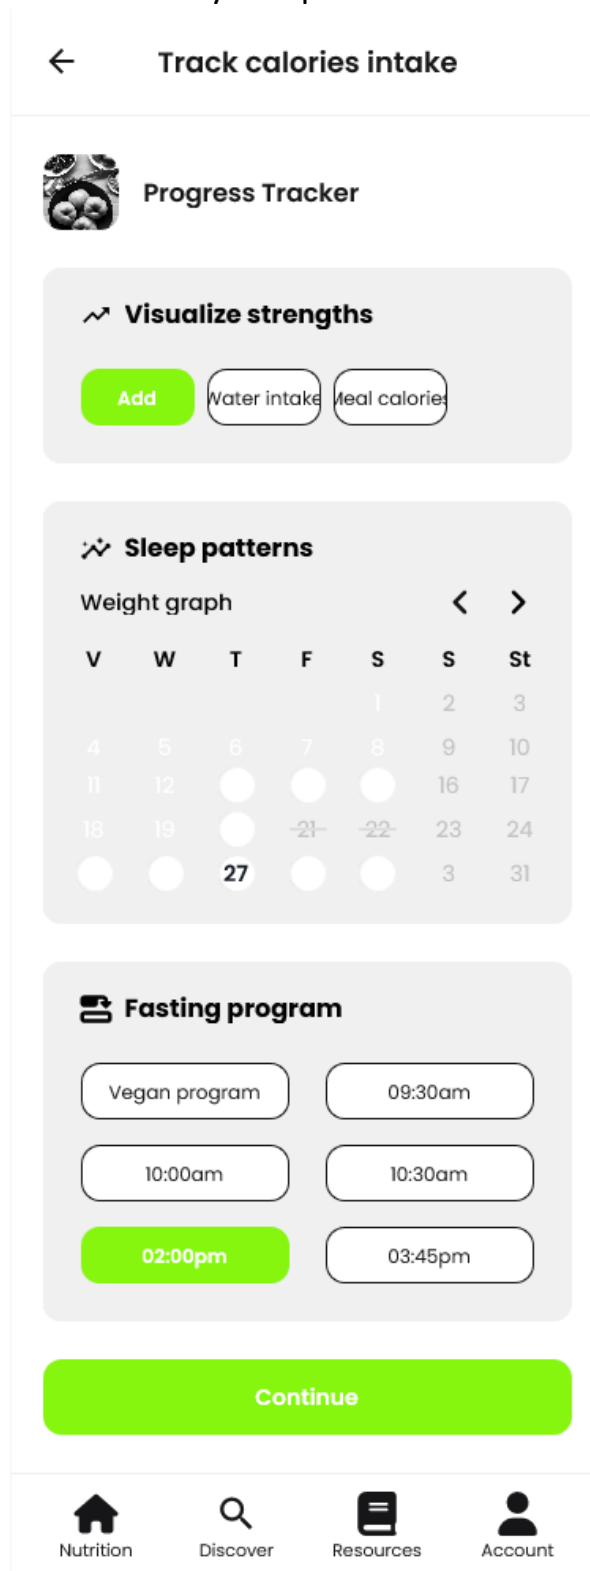 Track calories intake
Progress Tracker
Visualize strengths
Add Water intake Meal calories
Sleep patterns
Weight graph
V W T F S S St
1 2 3
4 5 6 7 8 9 10
11 12 16 17
18 19 21 22 23 24
27 3 31
Fasting program
Vegan program 09:30am
10:00am 10:30am
02:00pm 03:45pm
Continue
Nutrition Discover Resources Account